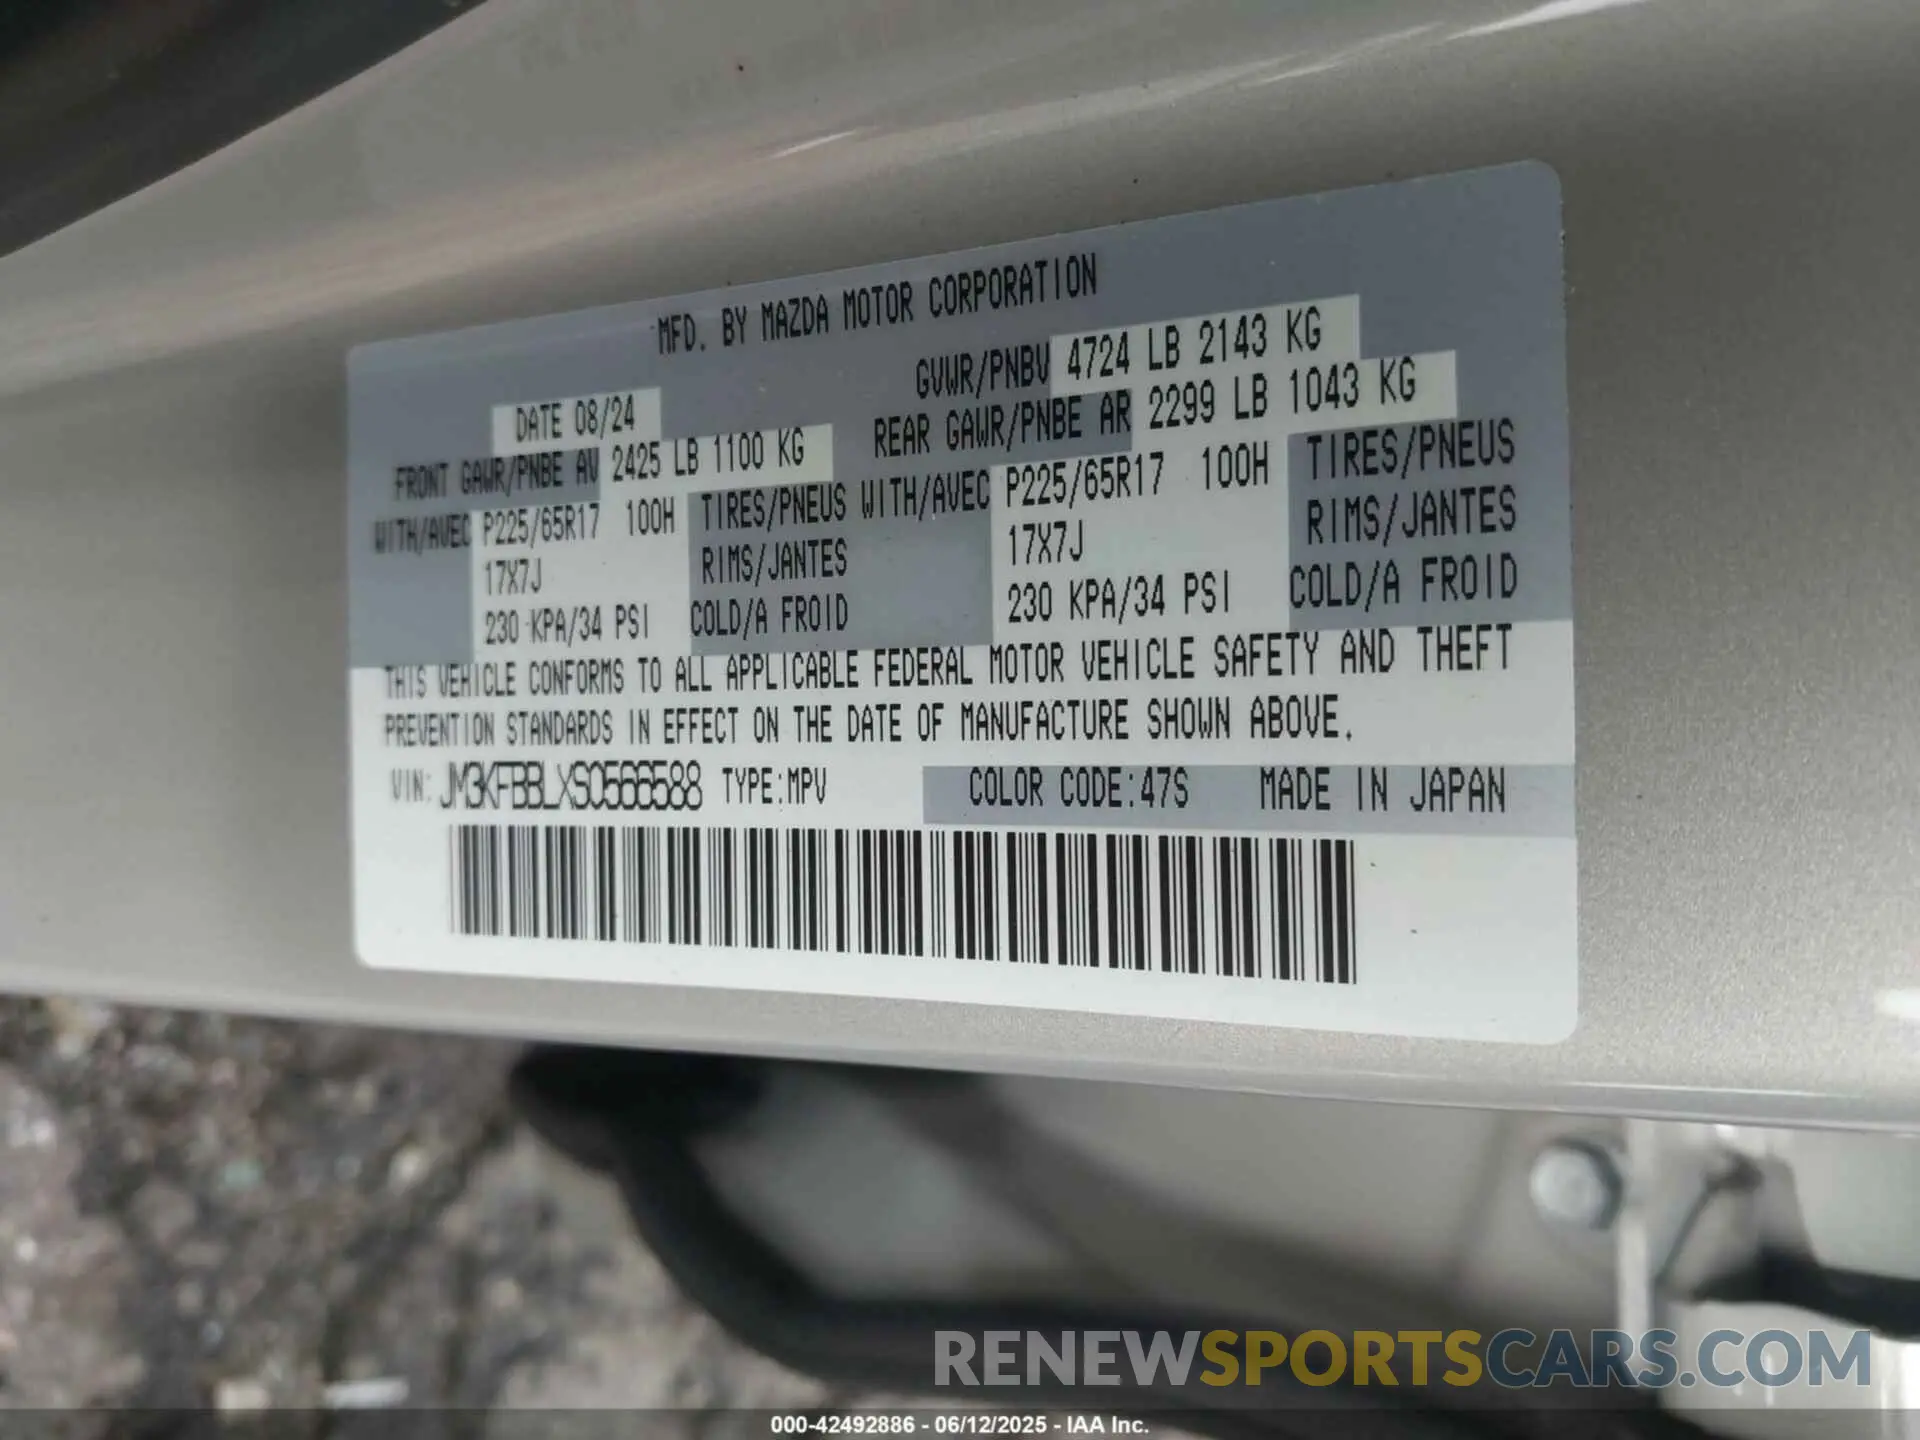 MFD. BY MAZDA MOTOR CORPORATION
DATE 08/24 GVWR/PNBV 4724 LB 2143 KG
FRONT GAWR/PNBE AV 2425 LB 1100 KG REAR GAWR/PNBE AR 2299 LB 1043 KG
WITH/AVEC P225/65R17 100H TIRES/PNEUS WITH/AVEC P225/65R17 100H TIRES/PNEUS
17X7J RIMS/JANTES 17X7J RIMS/JANTES
230 KPA/34 PSI COLD/A FROID 230 KPA/34 PSI COLD/A FROID
THIS VEHICLE CONFORMS TO ALL APPLICABLE FEDERAL MOTOR VEHICLE SAFETY AND THEFT
PREVENTION STANDARDS IN EFFECT ON THE DATE OF MANUFACTURE SHOWN ABOVE.
VIN: JM3KFBBLXS0566588 TYPE:MPV COLOR CODE:47S MADE IN JAPAN
RENEWSPORTSCARS.COM
000-42492886 - 06/12/2025 - IAA Inc.